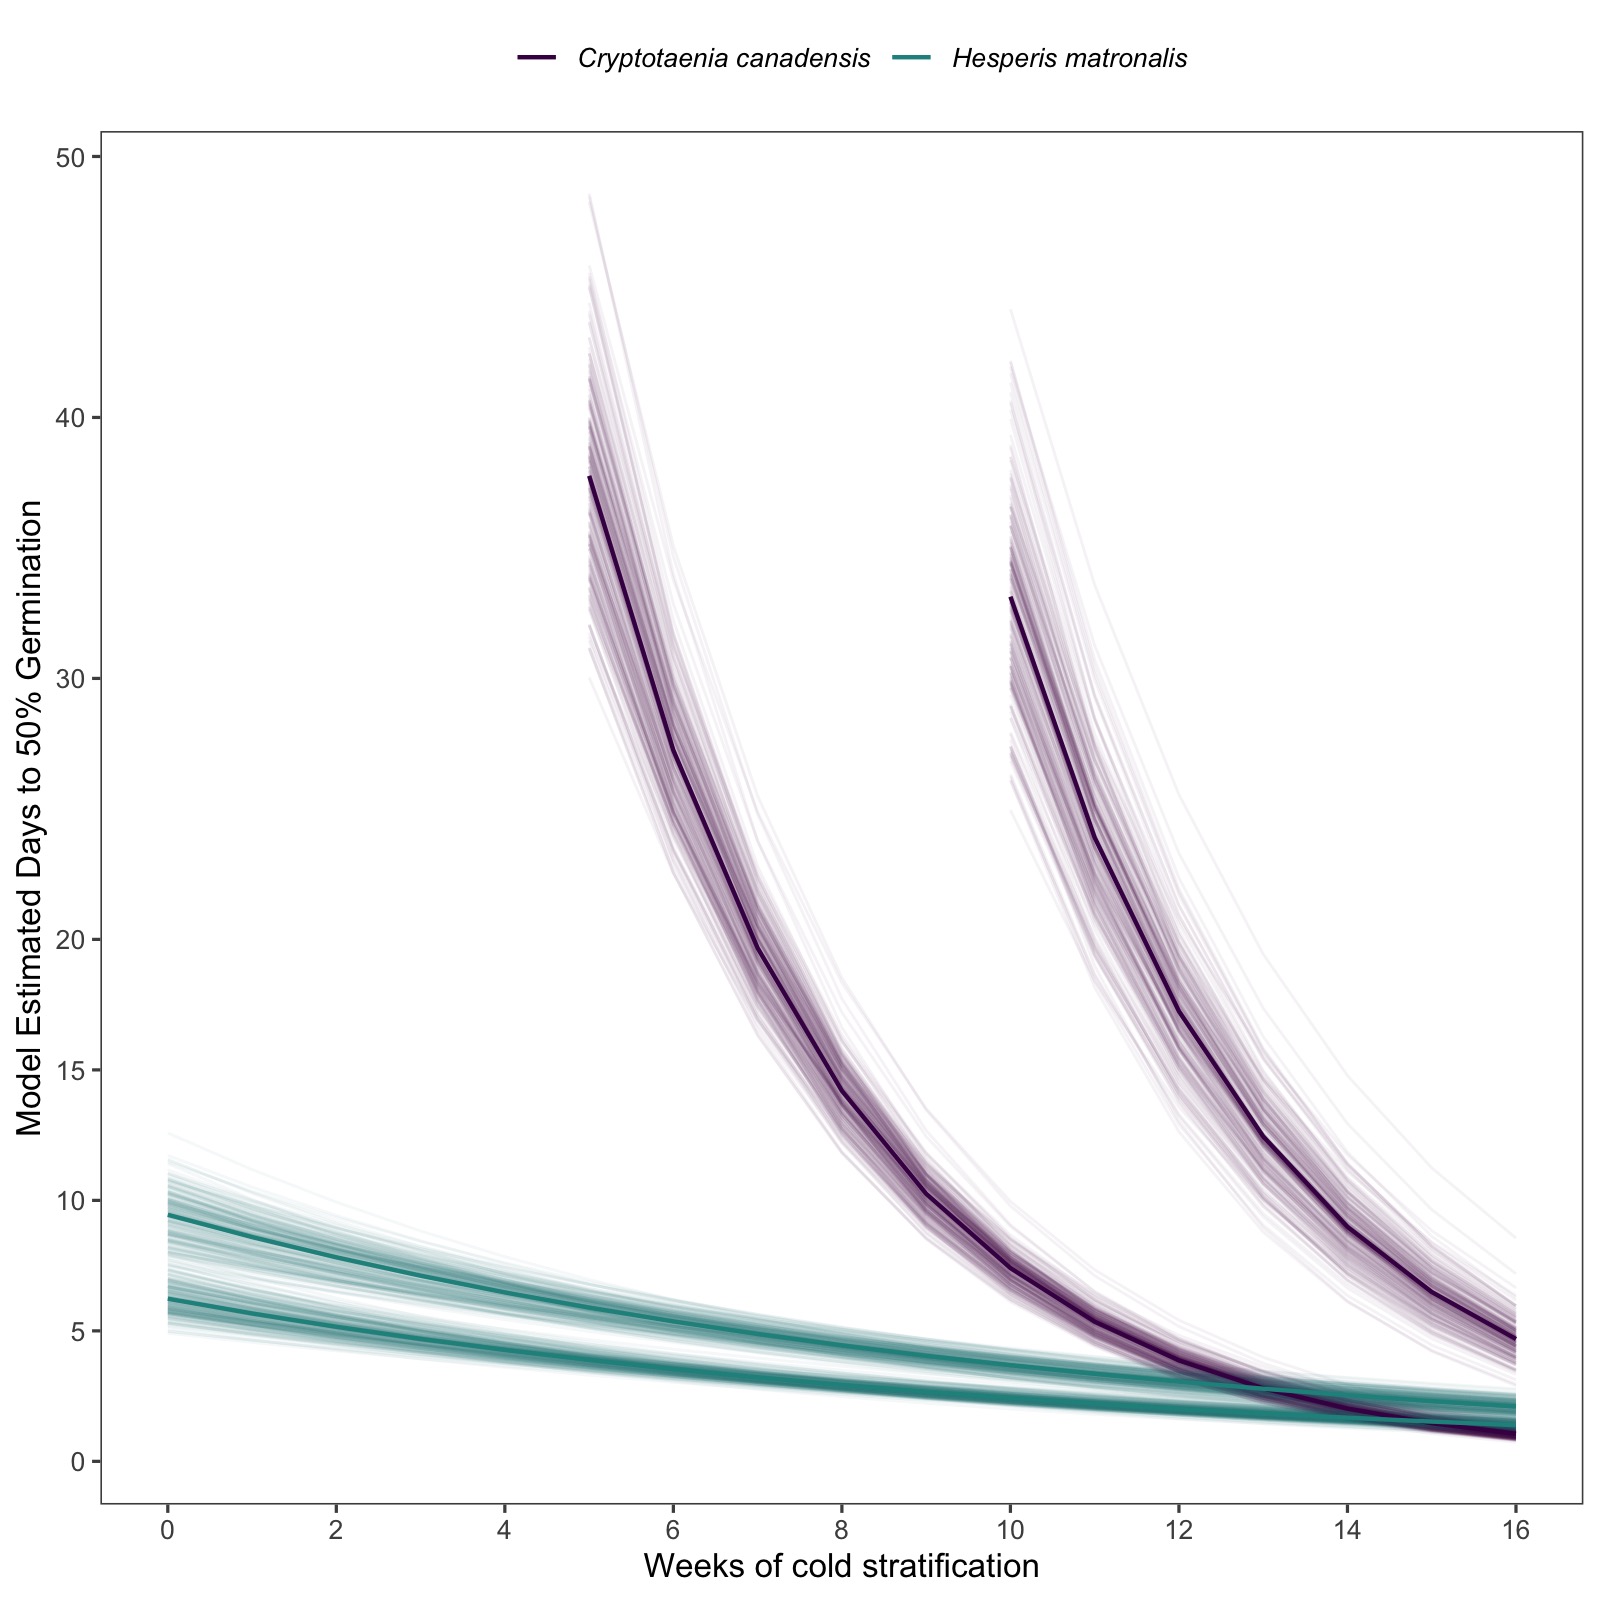 Cryptotaenia canadensis Hesperis matronalis
50
40
30
20
15
10
5
0
Model Estimated Days to 50% Germination
0 2 4 6 8 10 12 14 16
Weeks of cold stratification